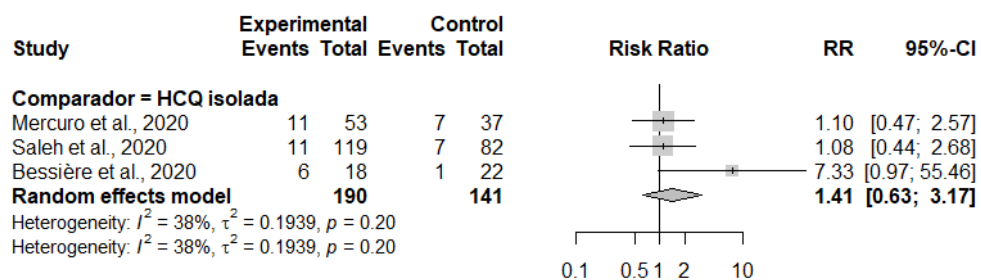 Experimental Control
Study Events Total Events Total Risk Ratio RR 95%-CI
Comparador = HCQ isolada
Mercuro et al., 2020 11 53 7 37 1.10 [0.47; 2.57]
Saleh et al., 2020 11 119 7 82 1.08 [0.44; 2.68]
Bessière et al., 2020 6 18 1 22 7.33 [0.97; 55.46]
Random effects model 190 141 1.41 [0.63; 3.17]
Heterogeneity: I² = 38%, τ² = 0.1939, p = 0.20
Heterogeneity: I² = 38%, τ² = 0.1939, p = 0.20
0.1 0.5 1 2 10